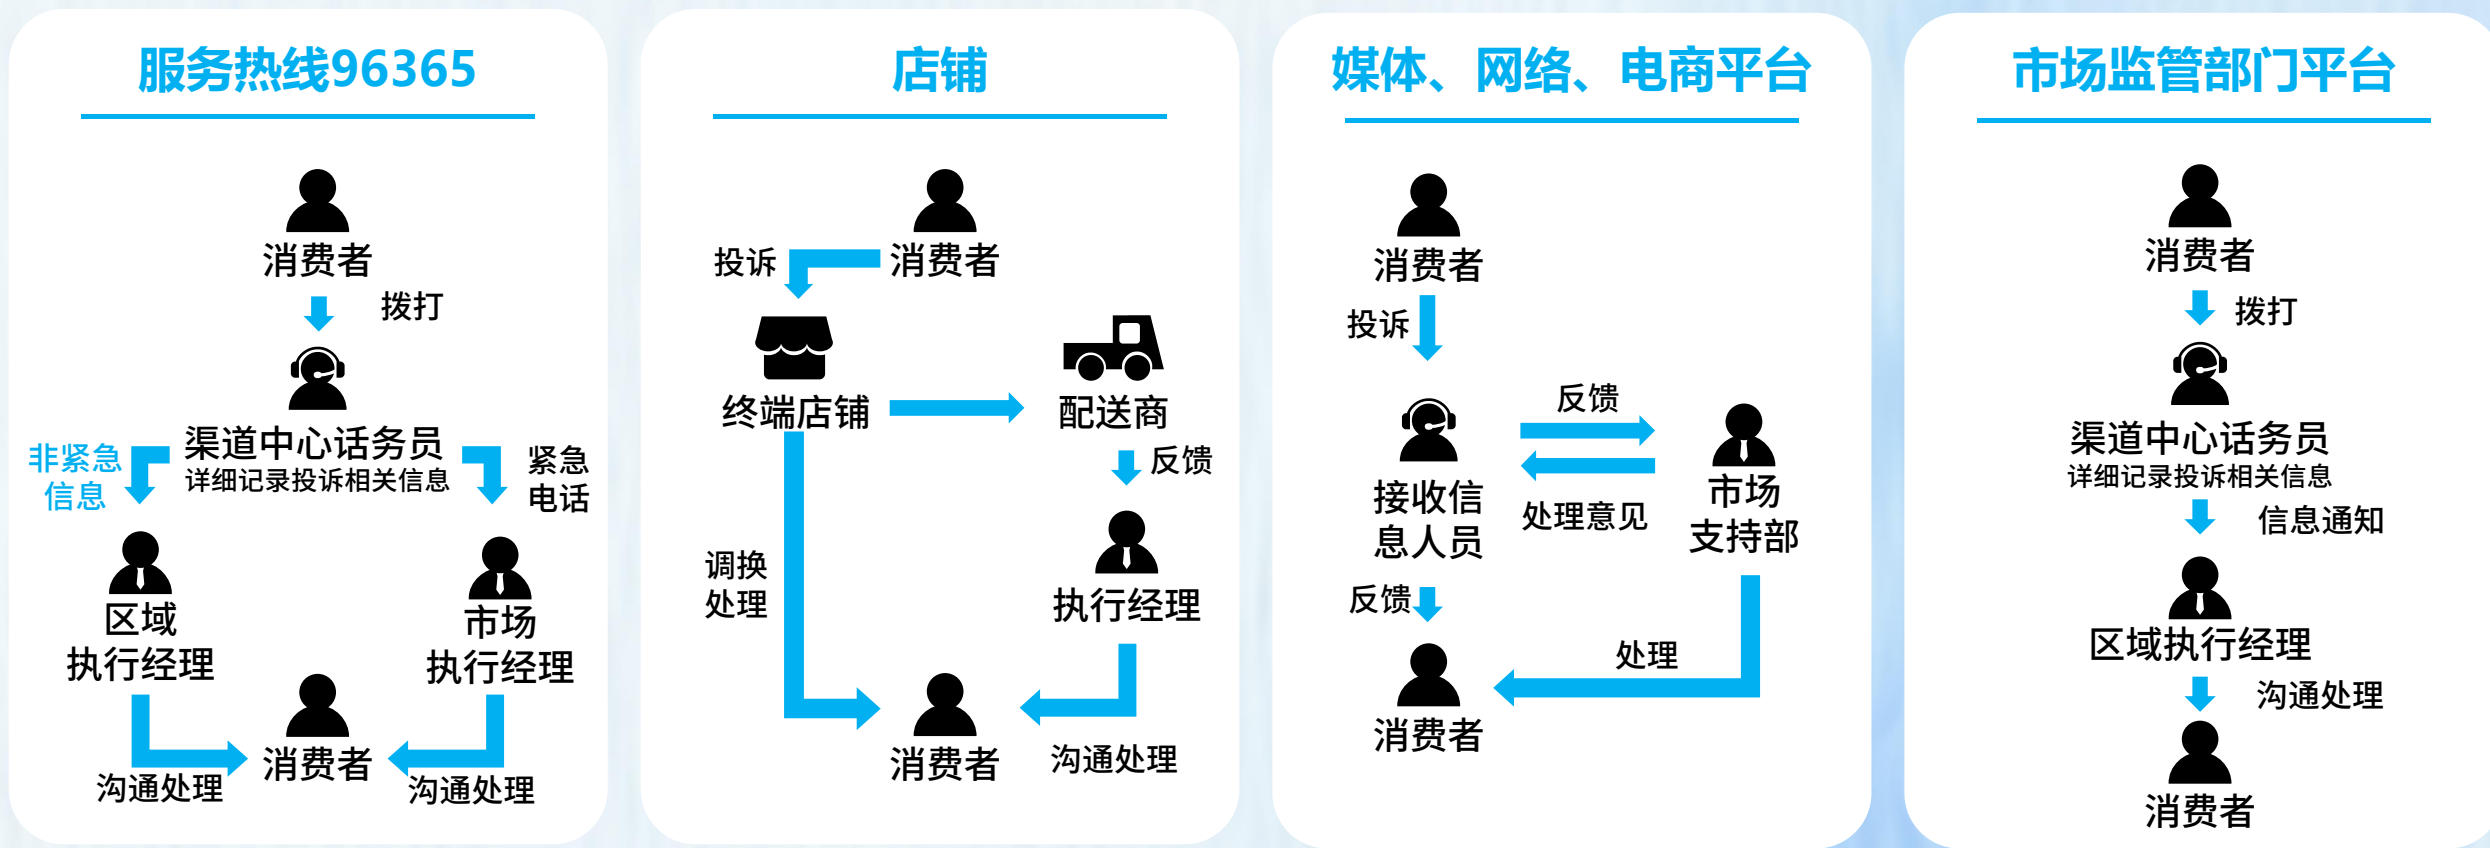 服务热线96365
消费者
拨打
渠道中心话务员
详细记录投诉相关信息
非紧急
信息
紧急
电话
区域
执行经理
市场
执行经理
消费者
沟通处理
沟通处理
店铺
消费者
投诉
终端店铺
配送商
反馈
调换
处理
执行经理
消费者
沟通处理
媒体、网络、电商平台
消费者
投诉
反馈
接收信
息人员
处理意见
市场
支持部
反馈
处理
消费者
市场监管部门平台
消费者
拨打
渠道中心话务员
详细记录投诉相关信息
信息通知
区域执行经理
沟通处理
消费者